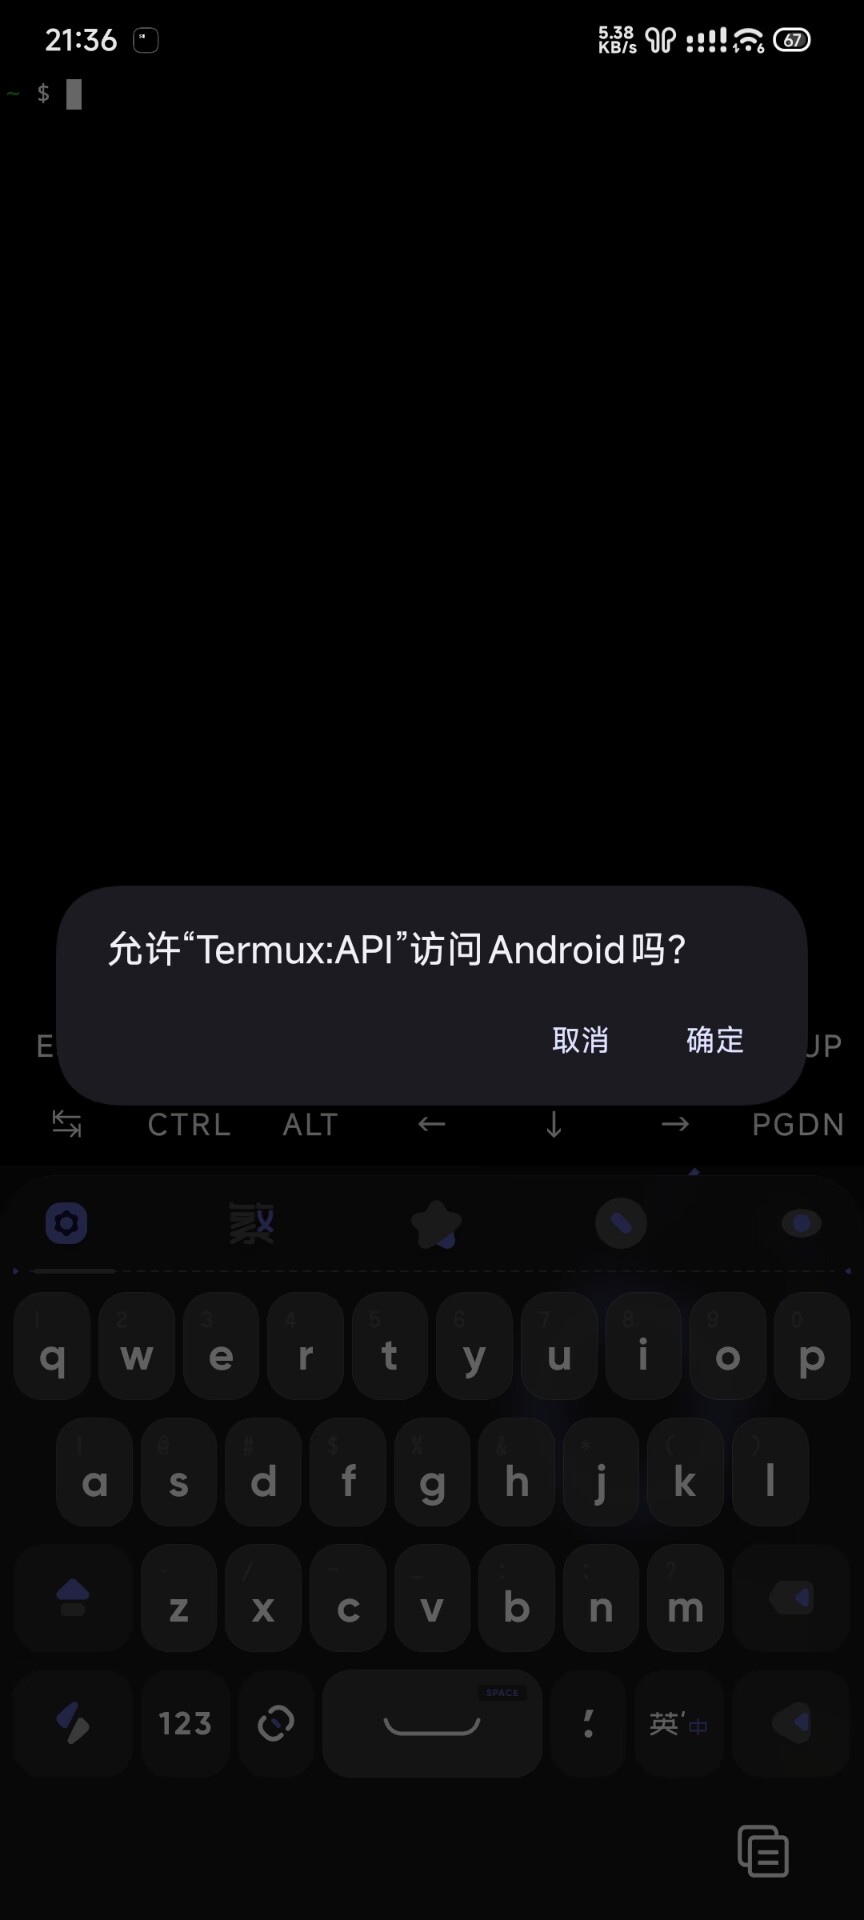 21:36
5.38
KB/s
67
~ $
允许“Termux:API”访问Android吗？
取消 确定
E UP
CTRL ALT ← ↓ → PGDN
1 2 3 4 5 6 7 8 9 0
q w e r t y u i o p
| @ # $ % & * ( )
a s d f g h j k l
z x c v b n m
SPACE
123 英'中